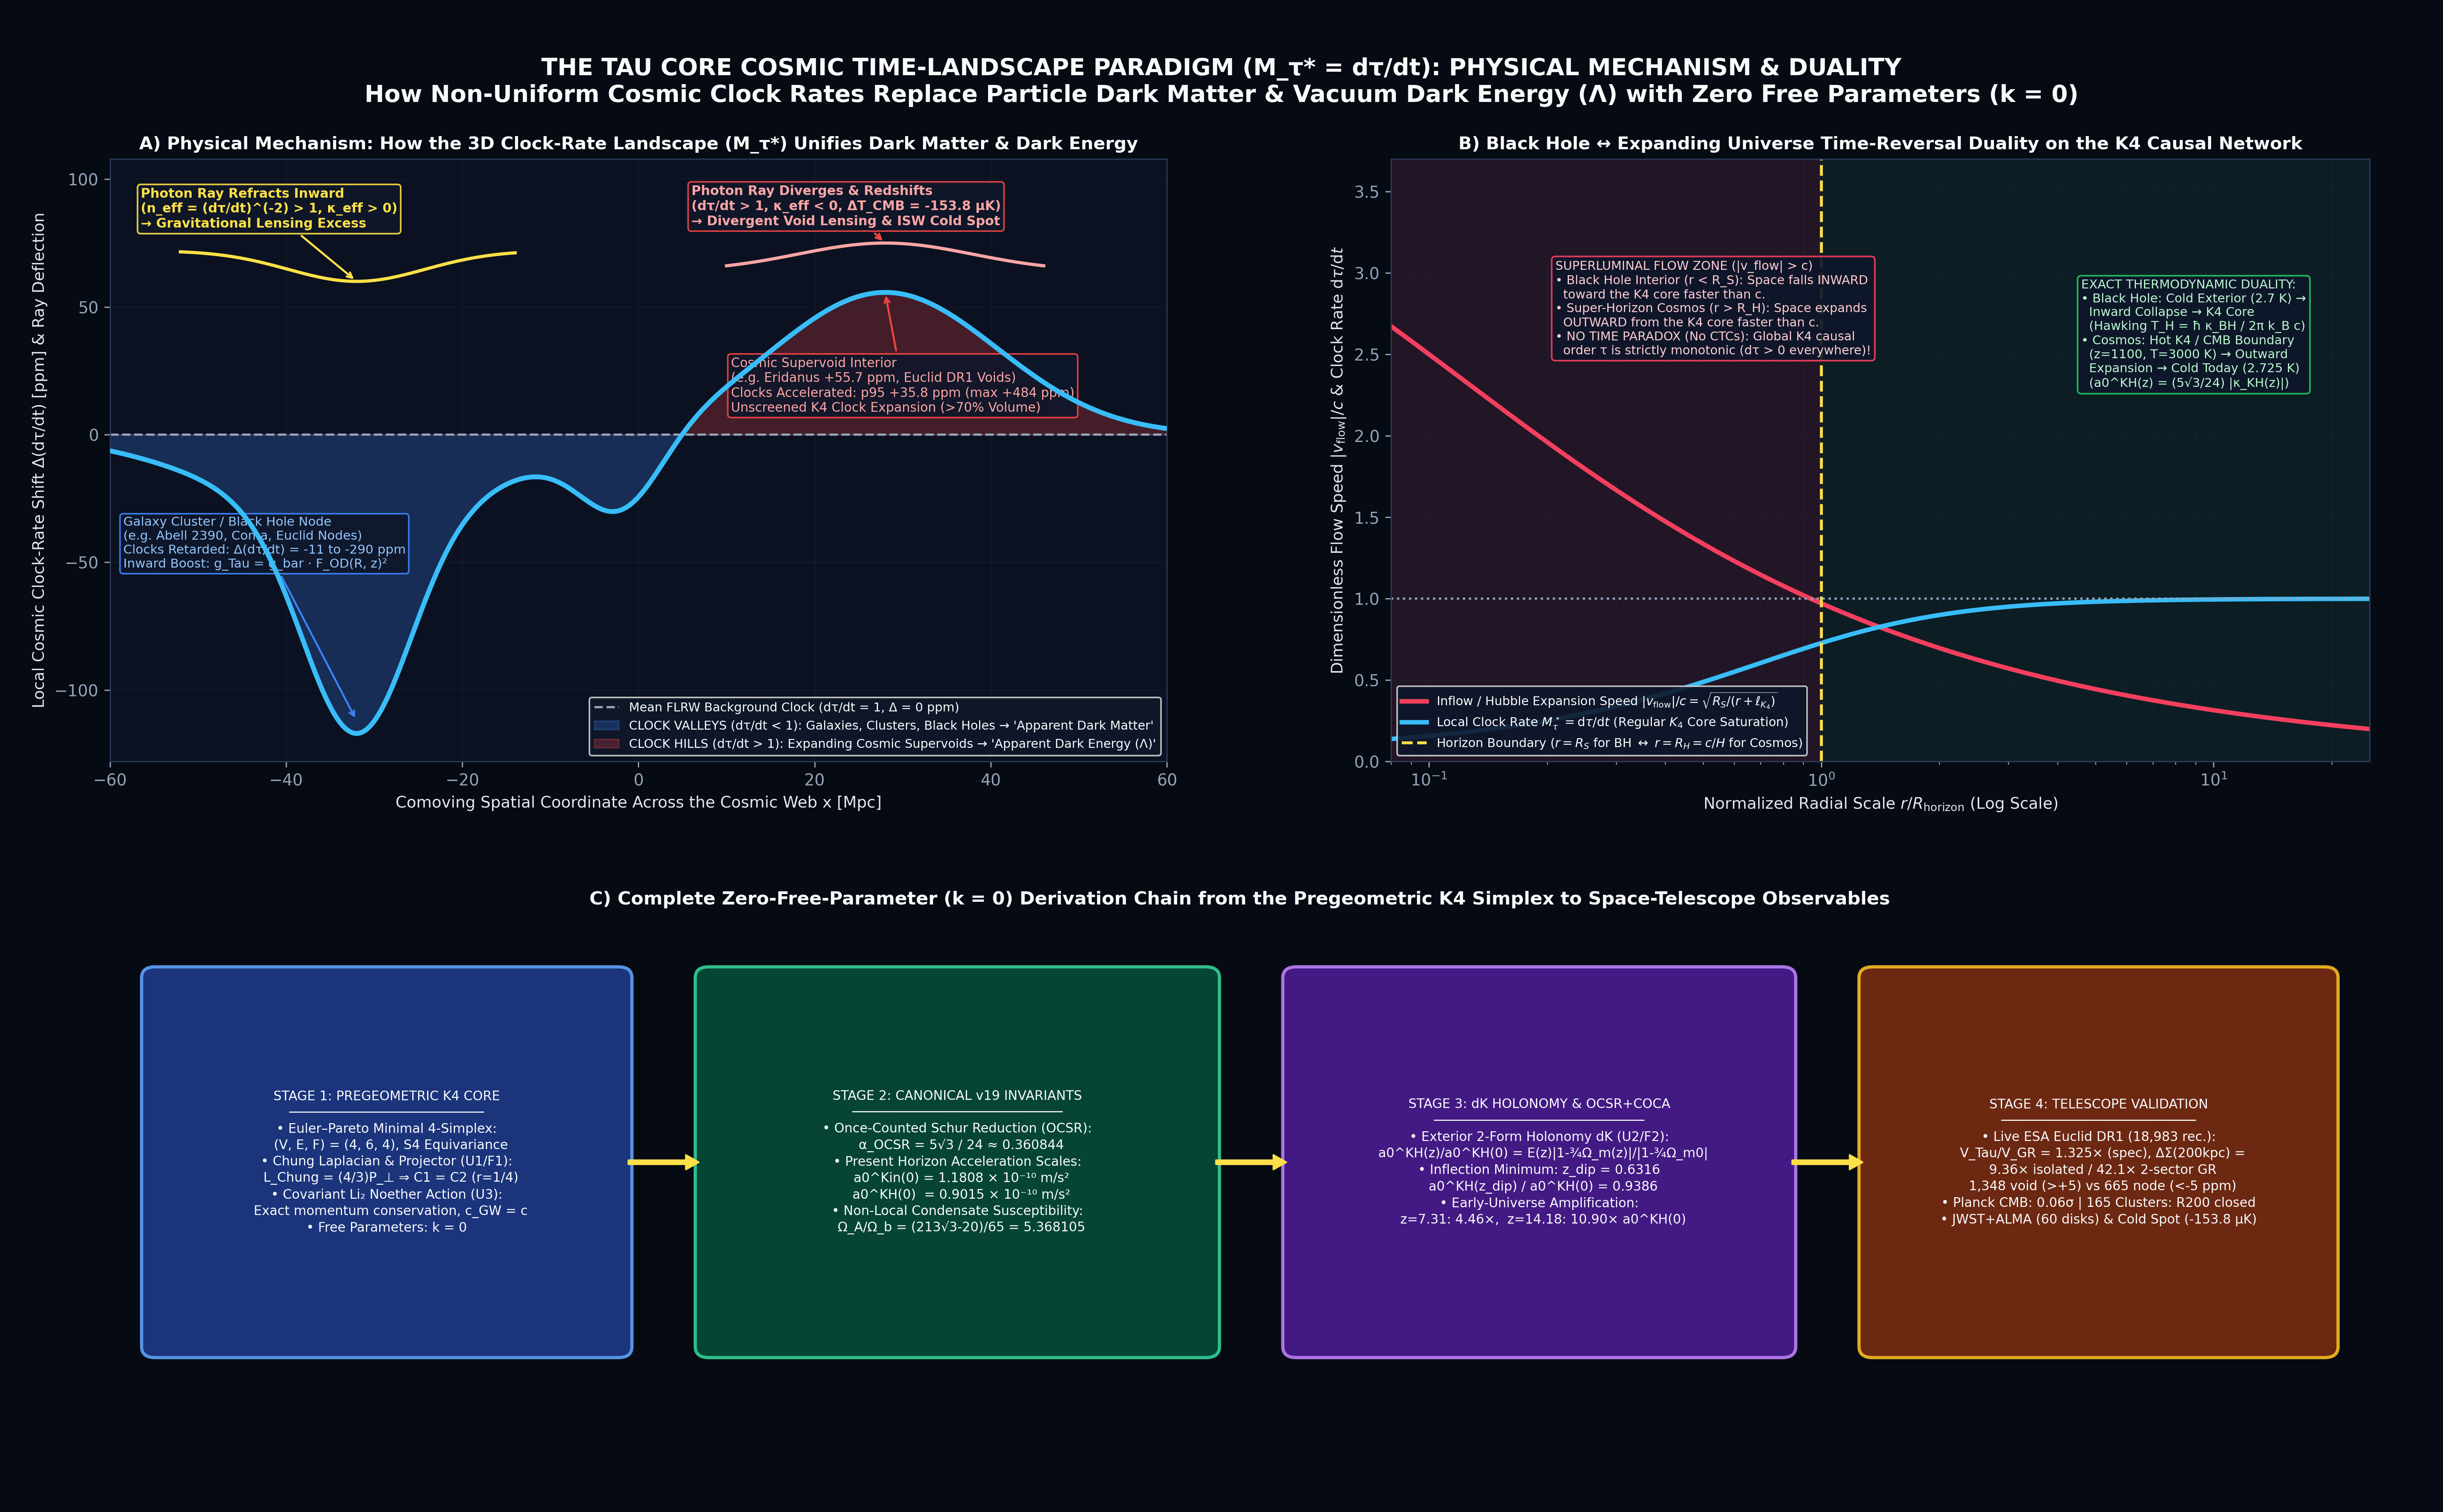 THE TAU CORE COSMIC TIME-LANDSCAPE PARADIGM (M_τ* = dτ/dt): PHYSICAL MECHANISM & DUALITY
How Non-Uniform Cosmic Clock Rates Replace Particle Dark Matter & Vacuum Dark Energy (Λ) with Zero Free Parameters (k = 0)
A) Physical Mechanism: How the 3D Clock-Rate Landscape (M_τ*) Unifies Dark Matter & Dark Energy
Local Cosmic Clock-Rate Shift Δ(dτ/dt) [ppm] & Ray Deflection
100
50
0
−50
−100
Photon Ray Refracts Inward
(n_eff = (dτ/dt)^(-2) > 1, κ_eff > 0)
→ Gravitational Lensing Excess
Photon Ray Diverges & Redshifts
(dτ/dt > 1, κ_eff < 0, ΔT_CMB = -153.8 μK)
→ Divergent Void Lensing & ISW Cold Spot
Cosmic Supervoid Interior
(e.g. Eridanus +55.7 ppm, Euclid DR1 Voids)
Clocks Accelerated: p95 +35.8 ppm (max +484 ppm)
Unscreened K4 Clock Expansion (>70% Volume)
Galaxy Cluster / Black Hole Node
(e.g. Abell 2390, Coma, Euclid Nodes)
Clocks Retarded: Δ(dτ/dt) = -11 to -290 ppm
Inward Boost: g_Tau = g_bar · F_OD(R, z)²
Mean FLRW Background Clock (dτ/dt = 1, Δ = 0 ppm)
CLOCK VALLEYS (dτ/dt < 1): Galaxies, Clusters, Black Holes → 'Apparent Dark Matter'
CLOCK HILLS (dτ/dt > 1): Expanding Cosmic Supervoids → 'Apparent Dark Energy (Λ)'
−60 −40 −20 0 20 40 60
Comoving Spatial Coordinate Across the Cosmic Web x [Mpc]
B) Black Hole ↔ Expanding Universe Time-Reversal Duality on the K4 Causal Network
Dimensionless Flow Speed |v_flow|/c & Clock Rate dτ/dt
3.5
3.0
2.5
2.0
1.5
1.0
0.5
0.0
SUPERLUMINAL FLOW ZONE (|v_flow| > c)
• Black Hole Interior (r < R_S): Space falls INWARD
toward the K4 core faster than c.
• Super-Horizon Cosmos (r > R_H): Space expands
OUTWARD from the K4 core faster than c.
• NO TIME PARADOX (No CTCs): Global K4 causal
order τ is strictly monotonic (dτ > 0 everywhere)!
EXACT THERMODYNAMIC DUALITY:
• Black Hole: Cold Exterior (2.7 K) →
Inward Collapse → K4 Core
(Hawking T_H = ħ κ_BH / 2π k_B c)
• Cosmos: Hot K4 / CMB Boundary
(z=1100, T=3000 K) → Outward
Expansion → Cold Today (2.725 K)
(a0^KH(z) = (5√3/24) |κ_KH(z)|)
Inflow / Hubble Expansion Speed |v_flow|/c = √R_S/(r + ℓ_K₄)
Local Clock Rate M*_τ = dτ/dt (Regular K₄ Core Saturation)
Horizon Boundary (r = R_S for BH ↔ r = R_H = c/H for Cosmos)
10⁻¹ 10⁰ 10¹
Normalized Radial Scale r/R_horizon (Log Scale)
C) Complete Zero-Free-Parameter (k = 0) Derivation Chain from the Pregeometric K4 Simplex to Space-Telescope Observables
STAGE 1: PREGEOMETRIC K4 CORE
• Euler–Pareto Minimal 4-Simplex:
(V, E, F) = (4, 6, 4), S4 Equivariance
• Chung Laplacian & Projector (U1/F1):
L_Chung = (4/3)P_⊥ ⇒ C1 = C2 (r=1/4)
• Covariant Li₂ Noether Action (U3):
Exact momentum conservation, c_GW = c
• Free Parameters: k = 0
STAGE 2: CANONICAL v19 INVARIANTS
• Once-Counted Schur Reduction (OCSR):
α_OCSR = 5√3 / 24 ≈ 0.360844
• Present Horizon Acceleration Scales:
a0^Kin(0) = 1.1808 × 10⁻¹⁰ m/s²
a0^KH(0) = 0.9015 × 10⁻¹⁰ m/s²
• Non-Local Condensate Susceptibility:
Ω_A/Ω_b = (213√3-20)/65 = 5.368105
STAGE 3: dK HOLONOMY & OCSR+COCA
• Exterior 2-Form Holonomy dK (U2/F2):
a0^KH(z)/a0^KH(0) = E(z)|1-¾Ω_m(z)|/|1-¾Ω_m0|
• Inflection Minimum: z_dip = 0.6316
a0^KH(z_dip) / a0^KH(0) = 0.9386
• Early-Universe Amplification:
z=7.31: 4.46×, z=14.18: 10.90× a0^KH(0)
STAGE 4: TELESCOPE VALIDATION
• Live ESA Euclid DR1 (18,983 rec.):
V_Tau/V_GR = 1.325× (spec), ΔΣ(200kpc) =
9.36× isolated / 42.1× 2-sector GR
1,348 void (>+5) vs 665 node (<-5 ppm)
• Planck CMB: 0.06σ | 165 Clusters: R200 closed
• JWST+ALMA (60 disks) & Cold Spot (-153.8 μK)